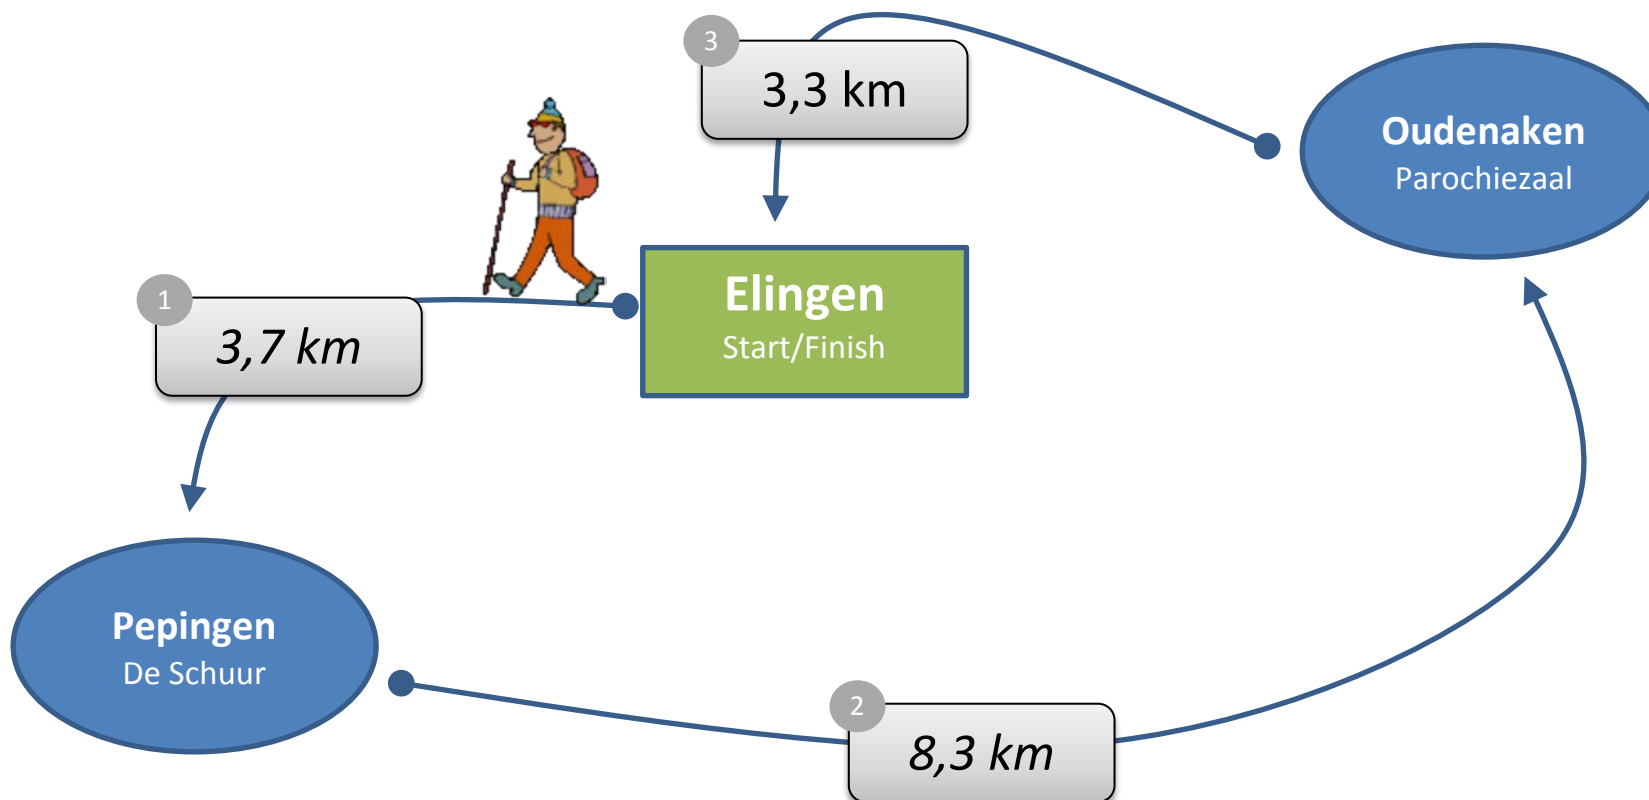 3
3,3 km
Oudenaken
Parochiezaal
1
3,7 km
Elingen
Start/Finish
Pepingen
De Schuur
2
8,3 km